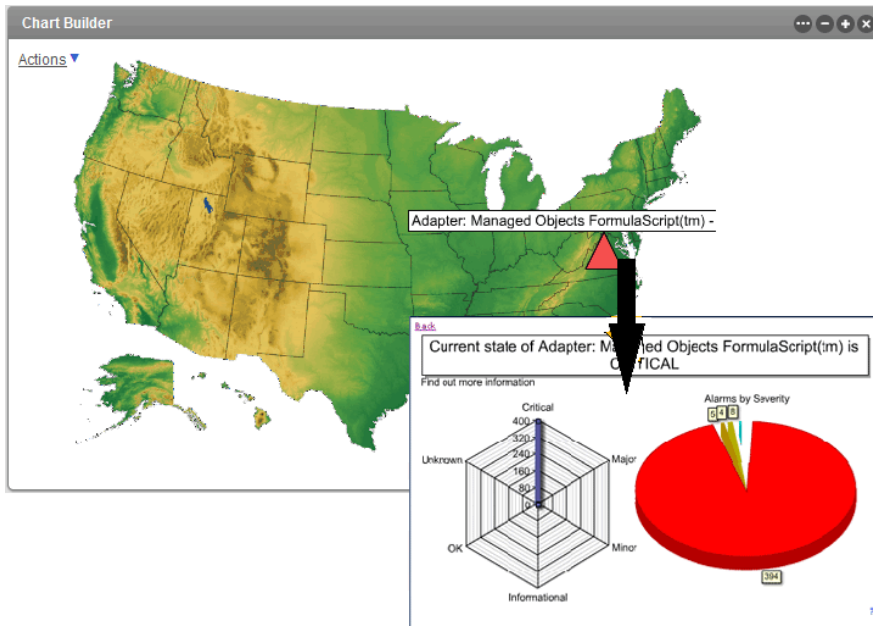 Chart Builder
Actions
Adapter: Managed Objects FormulaScript(tm) -
Back
Current state of Adapter: Ma ed Objects FormulaScript(tm) is
C TICAL
Find out more information
Alarms by Severity
Critical
5 4 8
400
320
240
160
80
0
Unknown
Major
OK
Minor
Informational
394